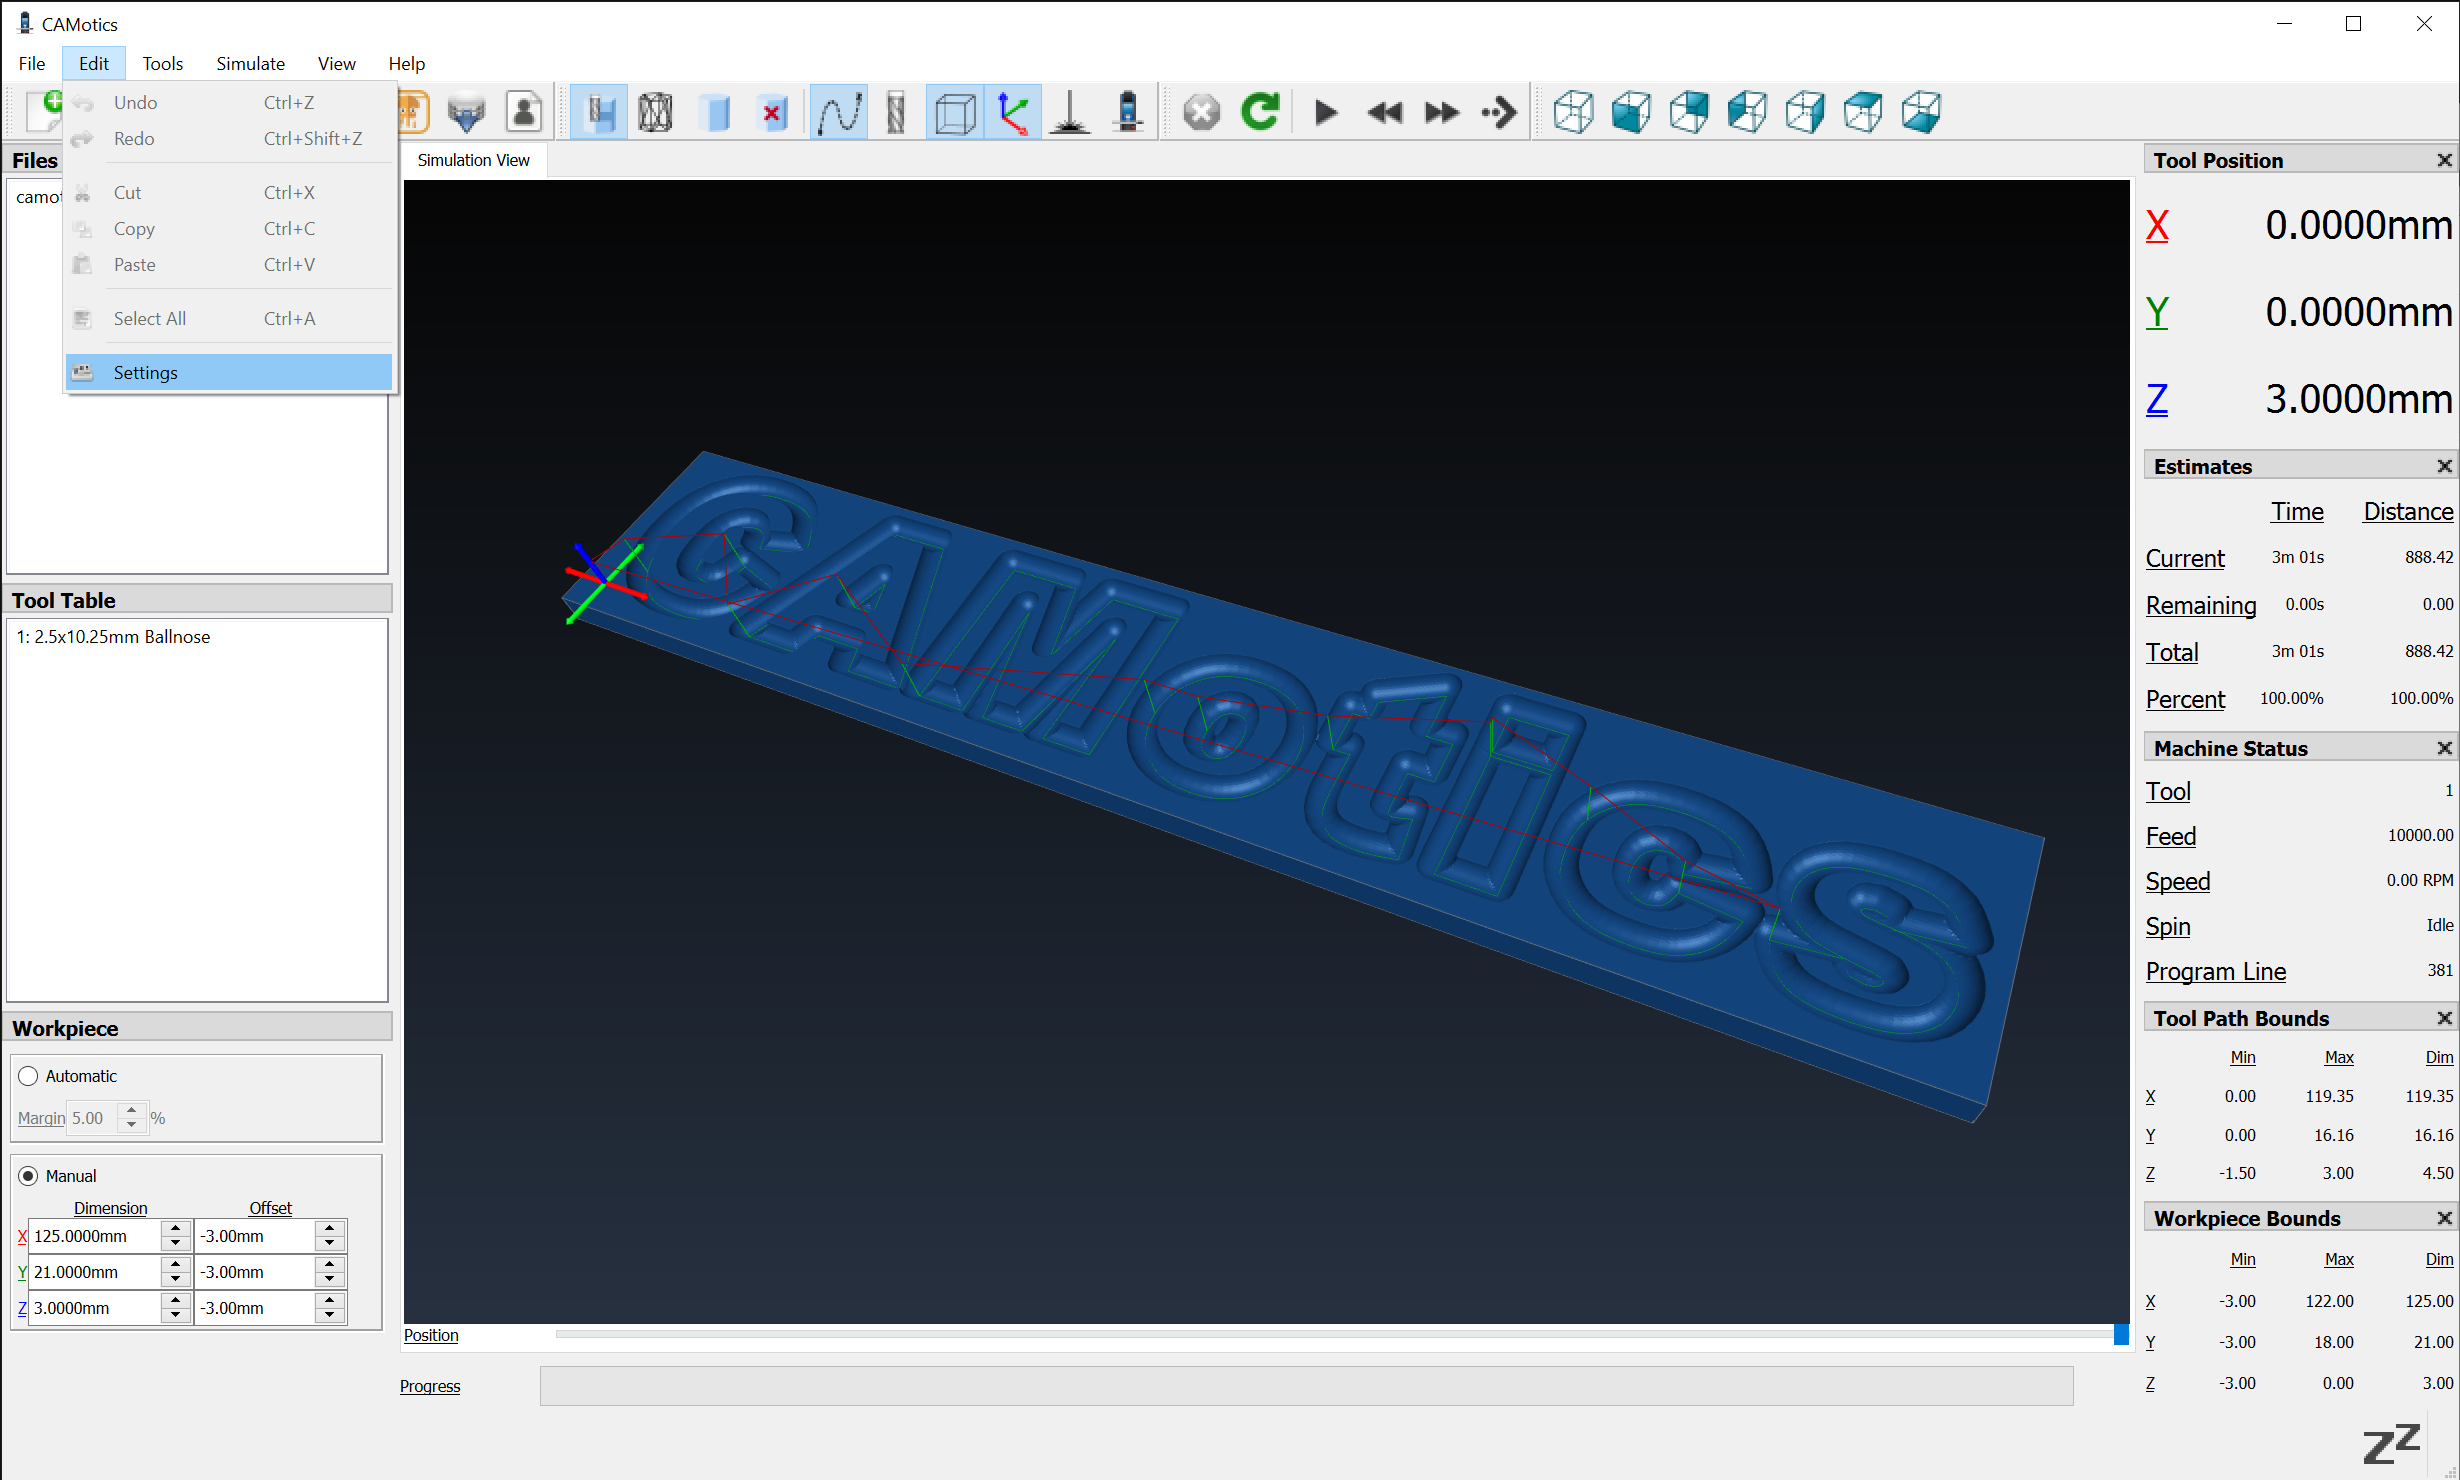 CAMotics
File Edit Tools Simulate View Help
Undo Ctrl+Z
Redo Ctrl+Shift+Z
Cut Ctrl+X
Copy Ctrl+C
Paste Ctrl+V
Select All Ctrl+A
Settings
Files
camot
Tool Table
1: 2.5x10.25mm Ballnose
Workpiece
Automatic
Margin 5.00 %
Manual
Dimension Offset
X 125.0000mm -3.00mm
Y 21.0000mm -3.00mm
Z 3.0000mm -3.00mm
Simulation View
CAMotics
Position
Progress
Tool Position
X 0.0000mm
Y 0.0000mm
Z 3.0000mm
Estimates
Time Distance
Current 3m 01s 888.42
Remaining 0.00s 0.00
Total 3m 01s 888.42
Percent 100.00% 100.00%
Machine Status
Tool 1
Feed 10000.00
Speed 0.00 RPM
Spin Idle
Program Line 381
Tool Path Bounds
Min Max Dim
X 0.00 119.35 119.35
Y 0.00 16.16 16.16
Z -1.50 3.00 4.50
Workpiece Bounds
Min Max Dim
X -3.00 122.00 125.00
Y -3.00 18.00 21.00
Z -3.00 0.00 3.00
zZ